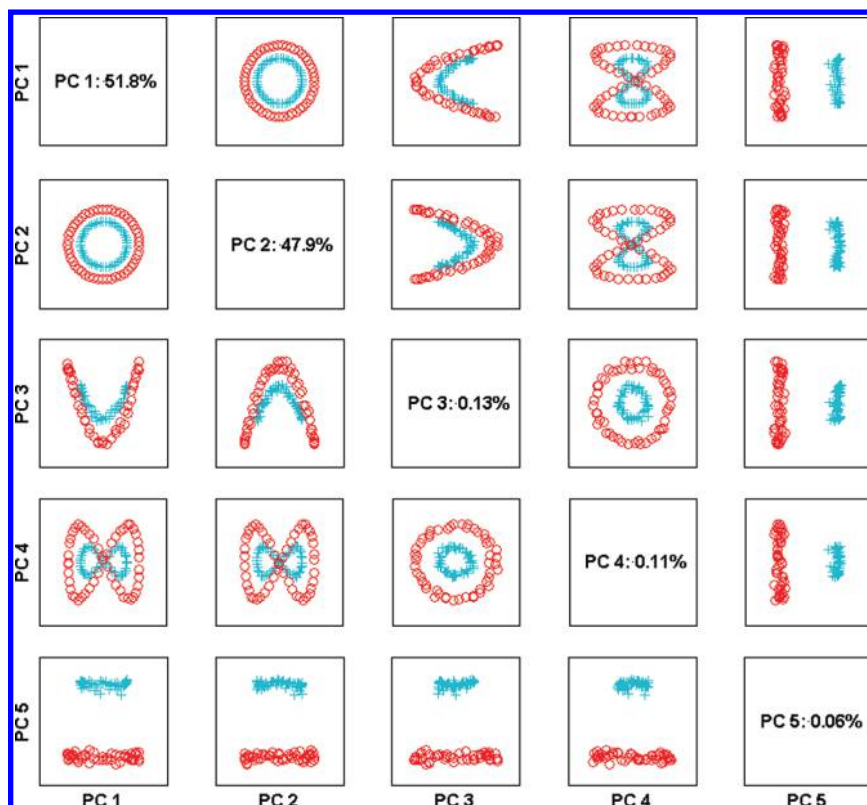 PC 1
PC 1: 51.8%
PC 2
PC 2: 47.9%
PC 3
PC 3: 0.13%
PC 4
PC 4: 0.11%
PC 5
PC 5: 0.06%
PC 1 PC 2 PC 3 PC 4 PC 5